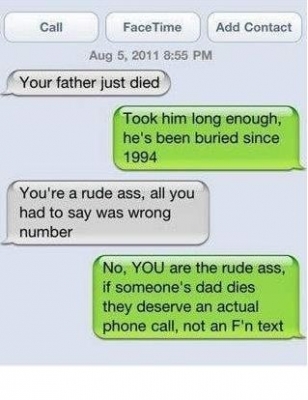 Call FaceTime Add Contact
Aug 5, 2011 8:55 PM
Your father just died
Took him long enough,
he's been buried since
1994
You're a rude ass, all you
had to say was wrong
number
No, YOU are the rude ass,
if someone's dad dies
they deserve an actual
phone call, not an F'n text